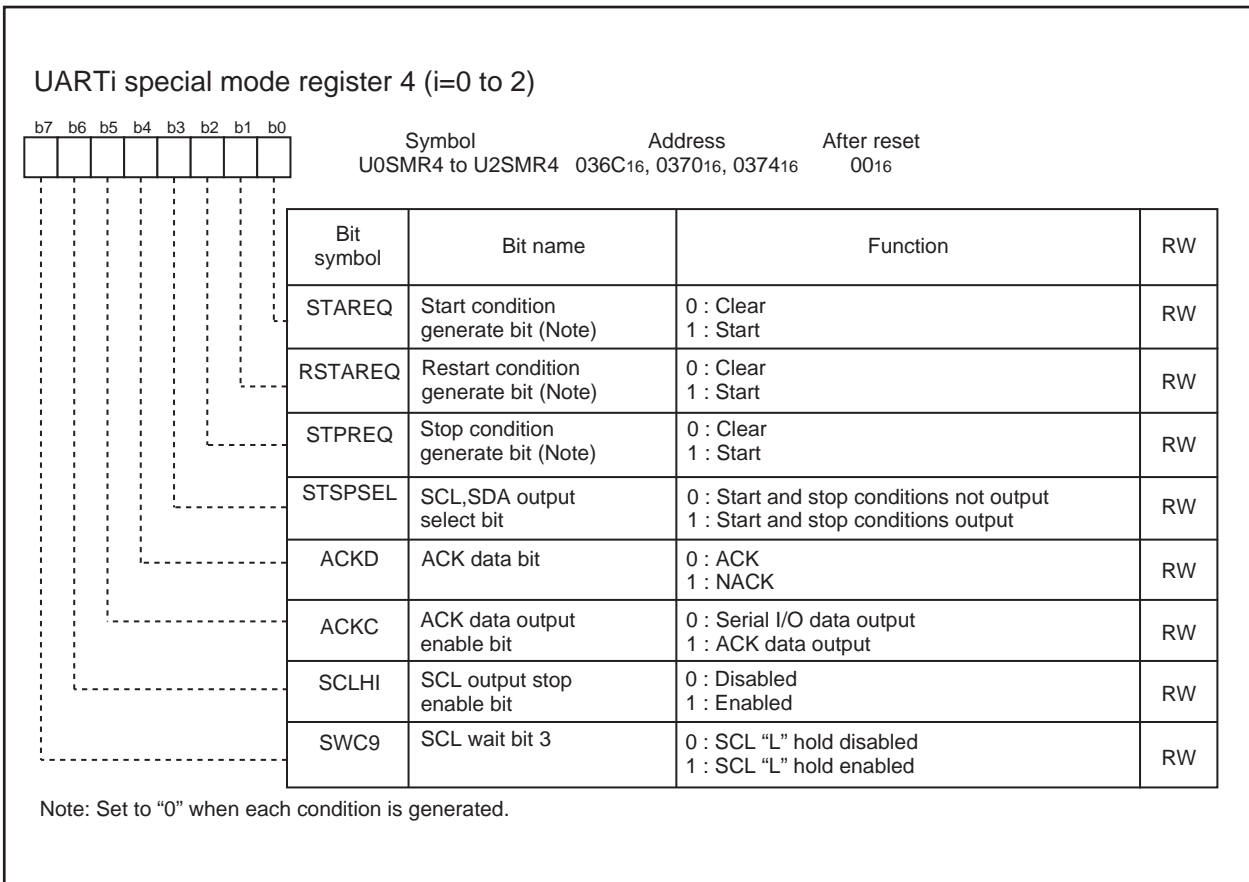 UARTi special mode register 4 (i=0 to 2)
b7 b6 b5 b4 b3 b2 b1 b0
Symbol Address After reset
U0SMR4 to U2SMR4 036C16, 037016, 037416 0016
Bit symbol Bit name Function RW
STAREQ Start condition generate bit (Note) 0 : Clear RW
1 : Start
RSTAREQ Restart condition generate bit (Note) 0 : Clear RW
1 : Start
STPREQ Stop condition generate bit (Note) 0 : Clear RW
1 : Start
STSPSEL SCL,SDA output select bit 0 : Start and stop conditions not output RW
1 : Start and stop conditions output
ACKD ACK data bit 0 : ACK RW
1 : NACK
ACKC ACK data output enable bit 0 : Serial I/O data output RW
1 : ACK data output
SCLHI SCL output stop enable bit 0 : Disabled RW
1 : Enabled
SWC9 SCL wait bit 3 0 : SCL “L” hold disabled RW
1 : SCL “L” hold enabled
Note: Set to “0” when each condition is generated.